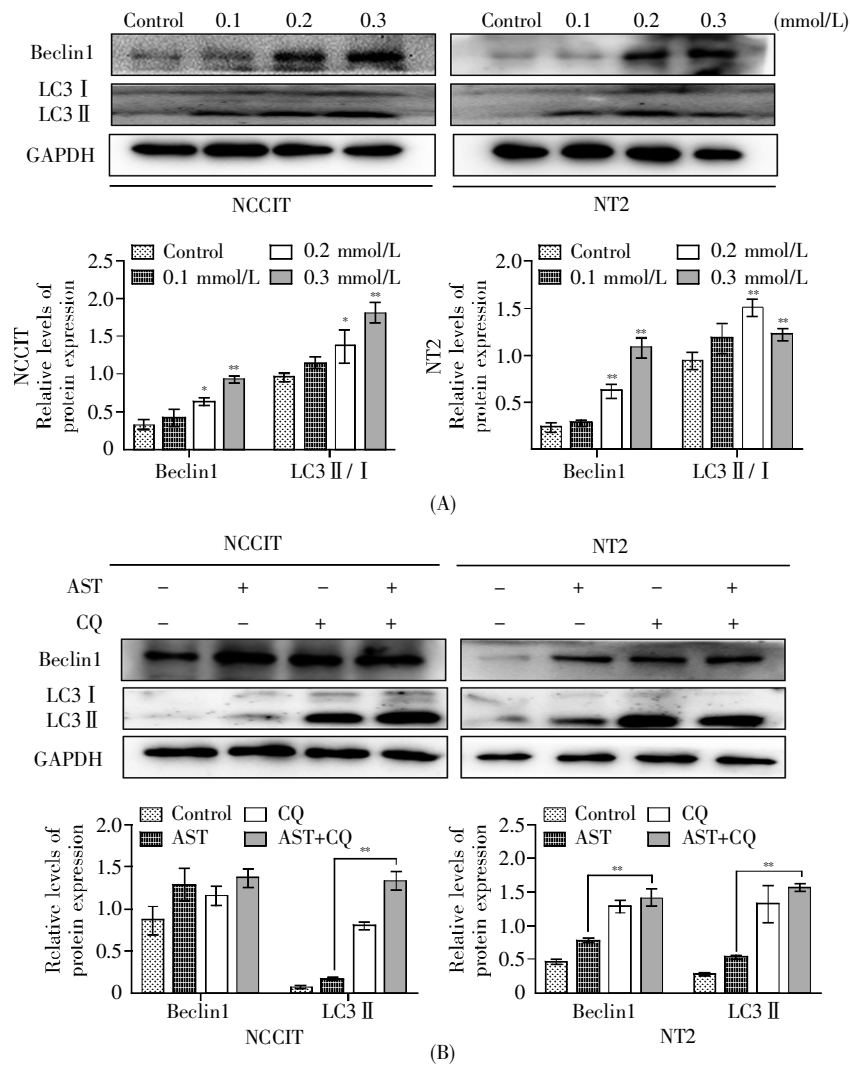 Control 0.1 0.2 0.3 Control 0.1 0.2 0.3 (mmol/L)
Beclin1
LC3 Ⅰ
LC3 Ⅱ
GAPDH
NCCIT NT2
NCCIT
Relative levels of
protein expression
2.5
2.0
1.5
1.0
0.5
0
Control 0.2 mmol/L
0.1 mmol/L 0.3 mmol/L
* ** * **
Beclin1 LC3 Ⅱ/Ⅰ
NT2
Relative levels of
protein expression
2.0
1.5
1.0
0.5
Control 0.2 mmol/L
0.1 mmol/L 0.3 mmol/L
** ** ** **
Beclin1 LC3 Ⅱ/Ⅰ
(A)
NCCIT NT2
AST − + − + − + − +
CQ − − + + − − + +
Beclin1
LC3 Ⅰ
LC3 Ⅱ
GAPDH
Relative levels of
protein expression
2.0
1.5
1.0
0.5
0
Control CQ
AST AST+CQ
**
Beclin1 LC3 Ⅱ
NCCIT
Relative levels of
protein expression
2.5
2.0
1.5
1.0
0.5
0
Control CQ
AST AST+CQ
** **
Beclin1 LC3 Ⅱ
NT2
(B)